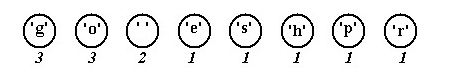 'g' 'o' ' ' 'e' 's' 'h' 'p' 'r'
3 3 2 1 1 1 1 1